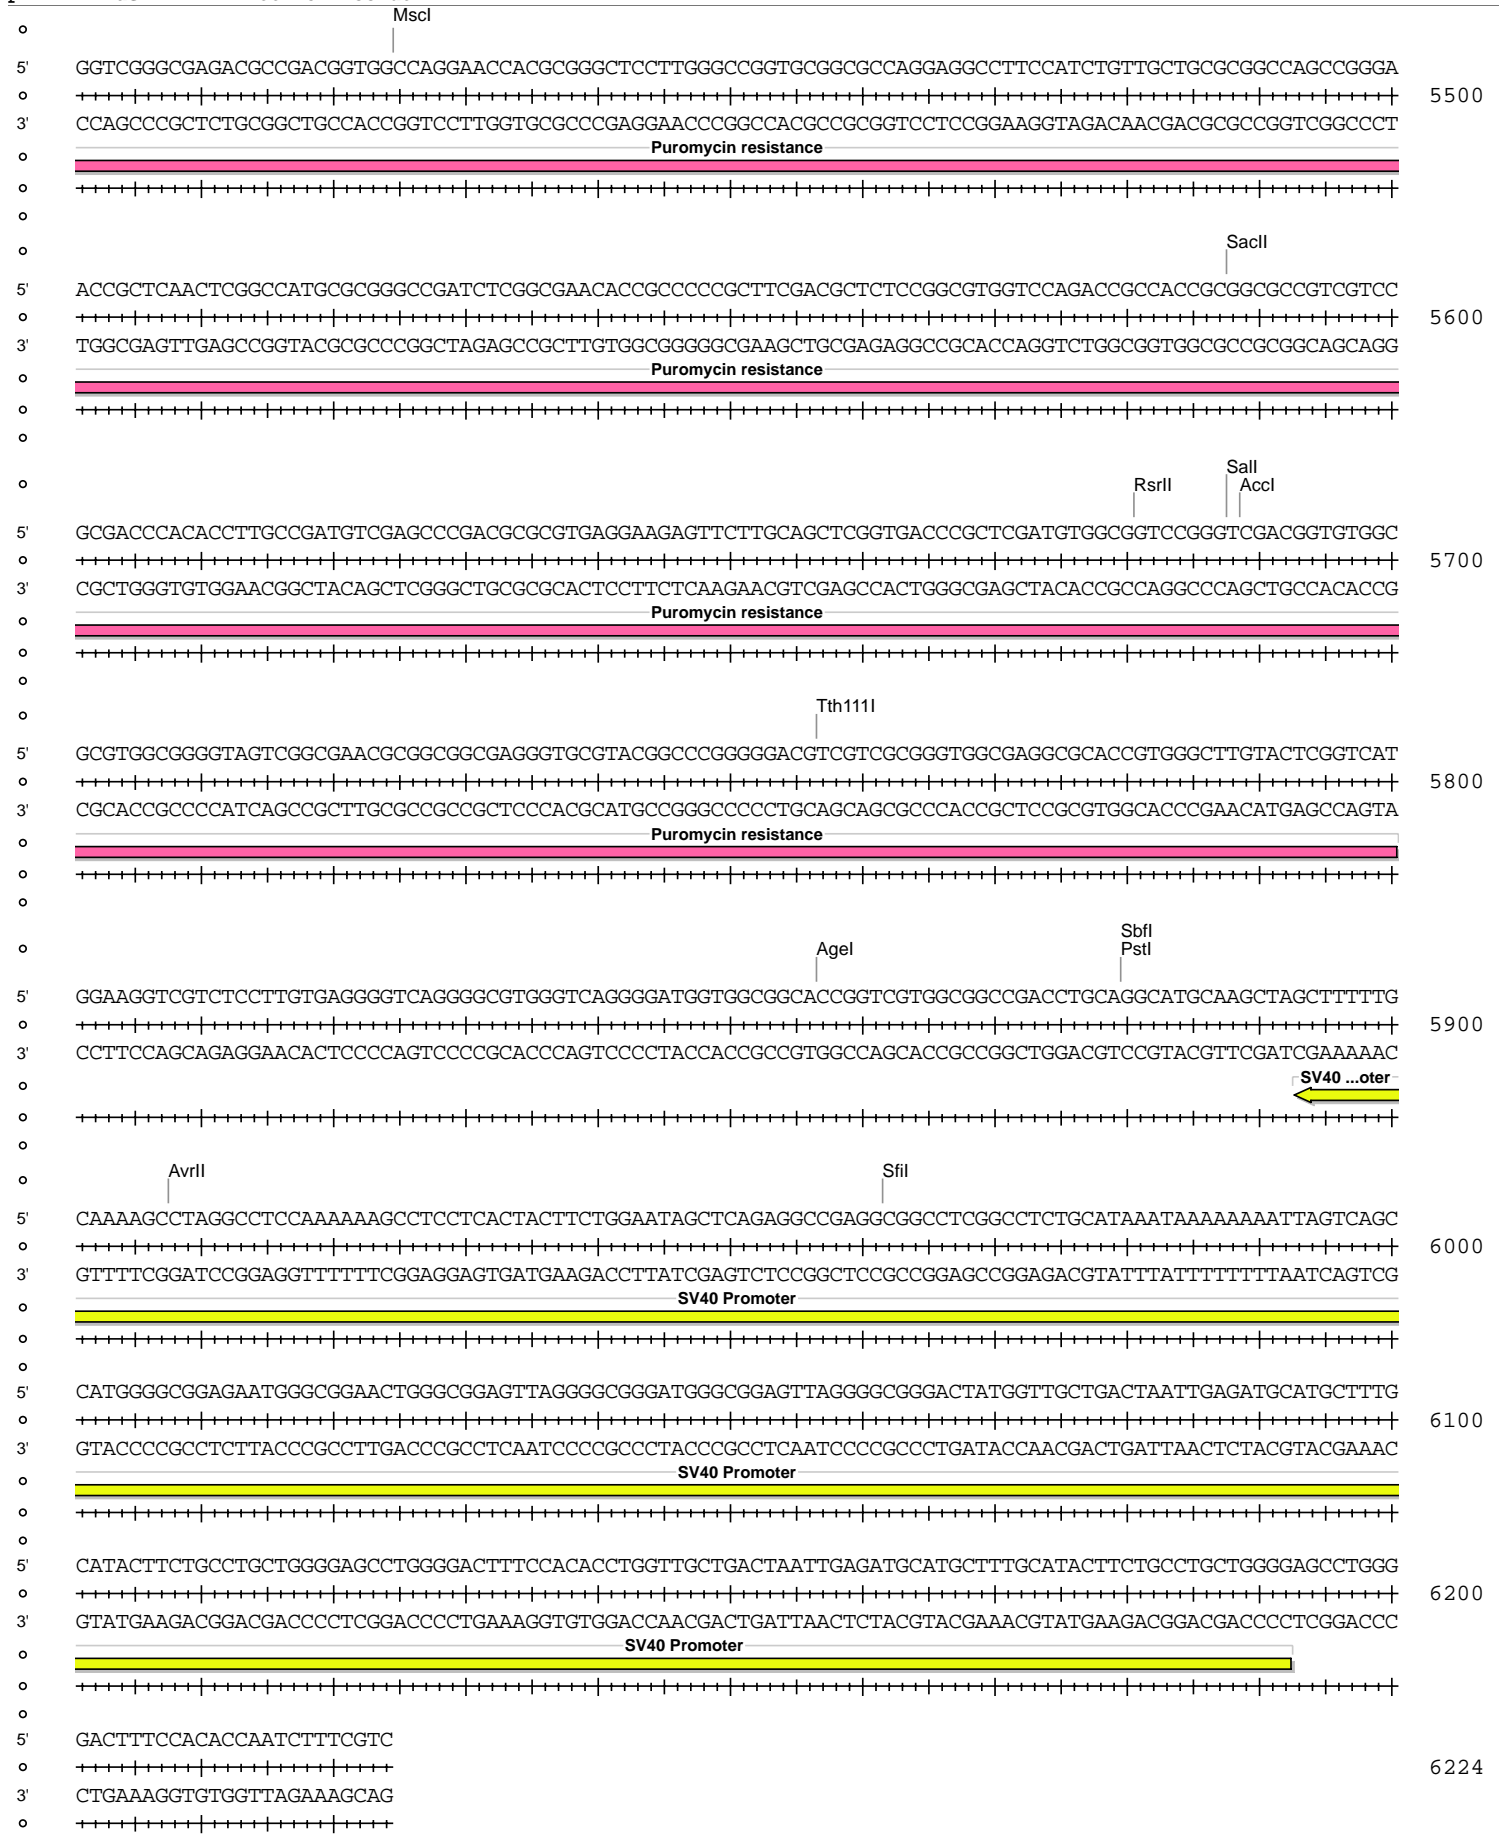 MscI
5' GGTCGGGCGAGACGCCGACGGTGGCCAGGAACCACGCGGGCTCCTTGGGCCGGTGCGGCGCCAGGAGGCCTTCCATCTGTTGCTGCGCGGCCAGCCGGGA
5500
3' CCAGCCCGCTCTGCGGCTGCCACCGGTCCTTGGTGCGCCCGAGGAACCCGGCCACGCCGCGGTCCTCCGGAAGGTAGACAACGACGCGCCGGTCGGCCCT
Puromycin resistance
SacII
5' ACCGCTCAACTCGGCCATGCGCGGGCCGATCTCGGCGAACACCGCCCCCGCTTCGACGCTCTCCGGCGTGGTCCAGACCGCCACCGCGGCGCCGTCGTCC
5600
3' TGGCGAGTTGAGCCGGTACGCGCCCGGCTAGAGCCGCTTGTGGCGGGGGCGAAGCTGCGAGAGGCCGCACCAGGTCTGGCGGTGGCGCCGCGGCAGCAGG
Puromycin resistance
SalI
RsrII AccI
5' GCGACCCACACCTTGCCGATGTCGAGCCCGACGCGCGTGAGGAAGAGTTCTTGCAGCTCGGTGACCCGCTCGATGTGGCGGTCCGGGTCGACGGTGTGGC
5700
3' CGCTGGGTGTGGAACGGCTACAGCTCGGGCTGCGCGCACTCCTTCTCAAGAACGTCGAGCCACTGGGCGAGCTACACCGCCAGGCCCAGCTGCCACACCG
Puromycin resistance
Tth111I
5' GCGTGGCGGGGTAGTCGGCGAACGCGGCGGCGAGGGTGCGTACGGCCCGGGGGACGTCGTCGCGGGTGGCGAGGCGCACCGTGGGCTTGTACTCGGTCAT
5800
3' CGCACCGCCCCATCAGCCGCTTGCGCCGCCGCTCCCACGCATGCCGGGCCCCCTGCAGCAGCGCCCACCGCTCCGCGTGGCACCCGAACATGAGCCAGTA
Puromycin resistance
SbfI
AgeI PstI
5' GGAAGGTCGTCTCCTTGTGAGGGGTCAGGGGCGTGGGTCAGGGGATGGTGGCGGCACCGGTCGTGGCGGCCGACCTGCAGGCATGCAAGCTAGCTTTTTG
5900
3' CCTTCCAGCAGAGGAACACTCCCCAGTCCCCGCACCCAGTCCCCTACCACCGCCGTGGCCAGCACCGCCGGCTGGACGTCCGTACGTTCGATCGAAAAAC
SV40 ...oter
AvrII SfiI
5' CAAAAGCCTAGGCCTCCAAAAAAGCCTCCTCACTACTTCTGGAATAGCTCAGAGGCCGAGGCGGCCTCGGCCTCTGCATAAATAAAAAAAATTAGTCAGC
6000
3' GTTTTCGGATCCGGAGGTTTTTTCGGAGGAGTGATGAAGACCTTATCGAGTCTCCGGCTCCGCCGGAGCCGGAGACGTATTTATTTTTTTTAATCAGTCG
SV40 Promoter
5' CATGGGGCGGAGAATGGGCGGAACTGGGCGGAGTTAGGGGCGGGATGGGCGGAGTTAGGGGCGGGACTATGGTTGCTGACTAATTGAGATGCATGCTTTG
6100
3' GTACCCCGCCTCTTACCCGCCTTGACCCGCCTCAATCCCCGCCCTACCCGCCTCAATCCCCGCCCTGATACCAACGACTGATTAACTCTACGTACGAAAC
SV40 Promoter
5' CATACTTCTGCCTGCTGGGGAGCCTGGGGACTTTCCACACCTGGTTGCTGACTAATTGAGATGCATGCTTTGCATACTTCTGCCTGCTGGGGAGCCTGGG
6200
3' GTATGAAGACGGACGACCCCTCGGACCCCTGAAAGGTGTGGACCAACGACTGATTAACTCTACGTACGAAACGTATGAAGACGGACGACCCCTCGGACCC
SV40 Promoter
5' GACTTTCCACACCAATCTTTCGTC
6224
3' CTGAAAGGTGTGGTTAGAAAGCAG